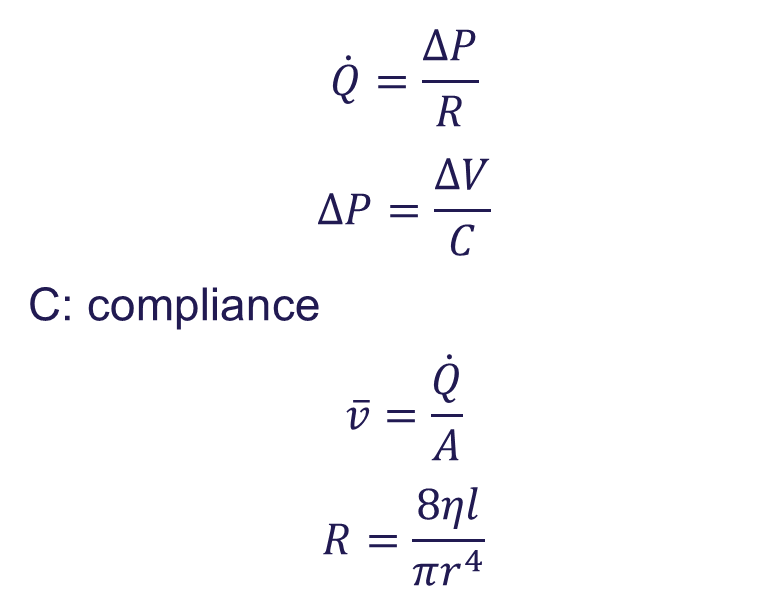 Q̇ = ΔP/R
ΔP = ΔV/C
C: compliance
v̄ = Q̇/A
R = 8ηl/πr⁴